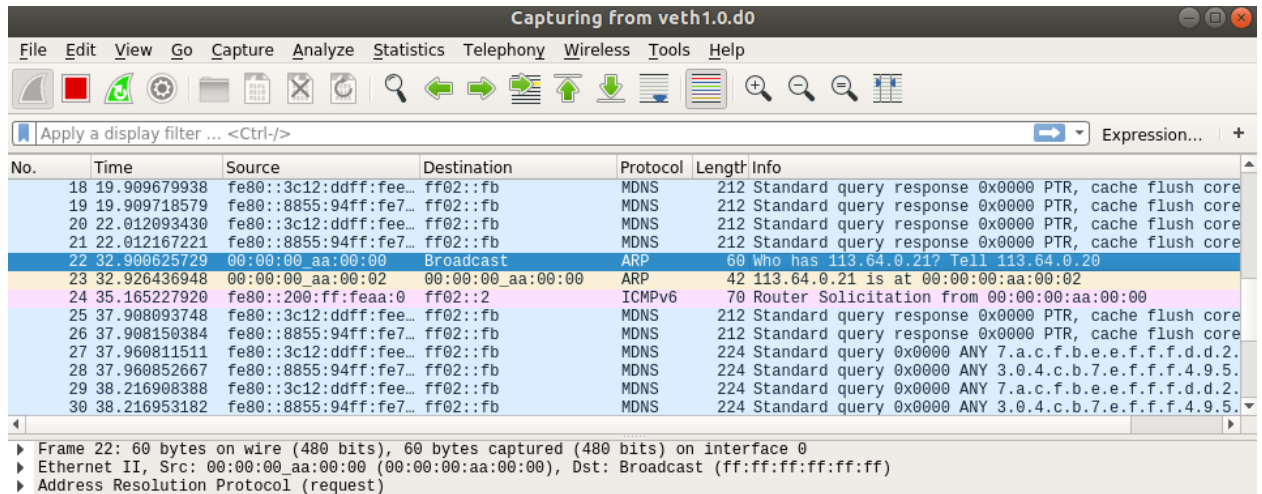 Capturing from veth1.0.d0
File Edit View Go Capture Analyze Statistics Telephony Wireless Tools Help
Apply a display filter ... <Ctrl-/> Expression... +
No. Time Source Destination Protocol Length Info
18 19.909679938 fe80::3c12:ddff:fee… ff02::fb MDNS 212 Standard query response 0x0000 PTR, cache flush core
19 19.909718579 fe80::8855:94ff:fe7… ff02::fb MDNS 212 Standard query response 0x0000 PTR, cache flush core
20 22.012093430 fe80::3c12:ddff:fee… ff02::fb MDNS 212 Standard query response 0x0000 PTR, cache flush core
21 22.012167221 fe80::8855:94ff:fe7… ff02::fb MDNS 212 Standard query response 0x0000 PTR, cache flush core
22 32.900625729 00:00:00_aa:00:00 Broadcast ARP 60 Who has 113.64.0.21? Tell 113.64.0.20
23 32.926436948 00:00:00_aa:00:02 00:00:00_aa:00:00 ARP 42 113.64.0.21 is at 00:00:00:aa:00:02
24 35.165227920 fe80::200:ff:feaa:0 ff02::2 ICMPv6 70 Router Solicitation from 00:00:00:aa:00:00
25 37.908093748 fe80::3c12:ddff:fee… ff02::fb MDNS 212 Standard query response 0x0000 PTR, cache flush core
26 37.908150384 fe80::8855:94ff:fe7… ff02::fb MDNS 212 Standard query response 0x0000 PTR, cache flush core
27 37.960811511 fe80::3c12:ddff:fee… ff02::fb MDNS 224 Standard query 0x0000 ANY 7.a.c.f.b.e.e.f.f.f.d.d.2.
28 37.960852667 fe80::8855:94ff:fe7… ff02::fb MDNS 224 Standard query 0x0000 ANY 3.0.4.c.b.7.e.f.f.f.4.9.5.
29 38.216908388 fe80::3c12:ddff:fee… ff02::fb MDNS 224 Standard query 0x0000 ANY 7.a.c.f.b.e.e.f.f.f.d.d.2.
30 38.216953182 fe80::8855:94ff:fe7… ff02::fb MDNS 224 Standard query 0x0000 ANY 3.0.4.c.b.7.e.f.f.f.4.9.5.
Frame 22: 60 bytes on wire (480 bits), 60 bytes captured (480 bits) on interface 0
Ethernet II, Src: 00:00:00_aa:00:00 (00:00:00:aa:00:00), Dst: Broadcast (ff:ff:ff:ff:ff:ff)
Address Resolution Protocol (request)